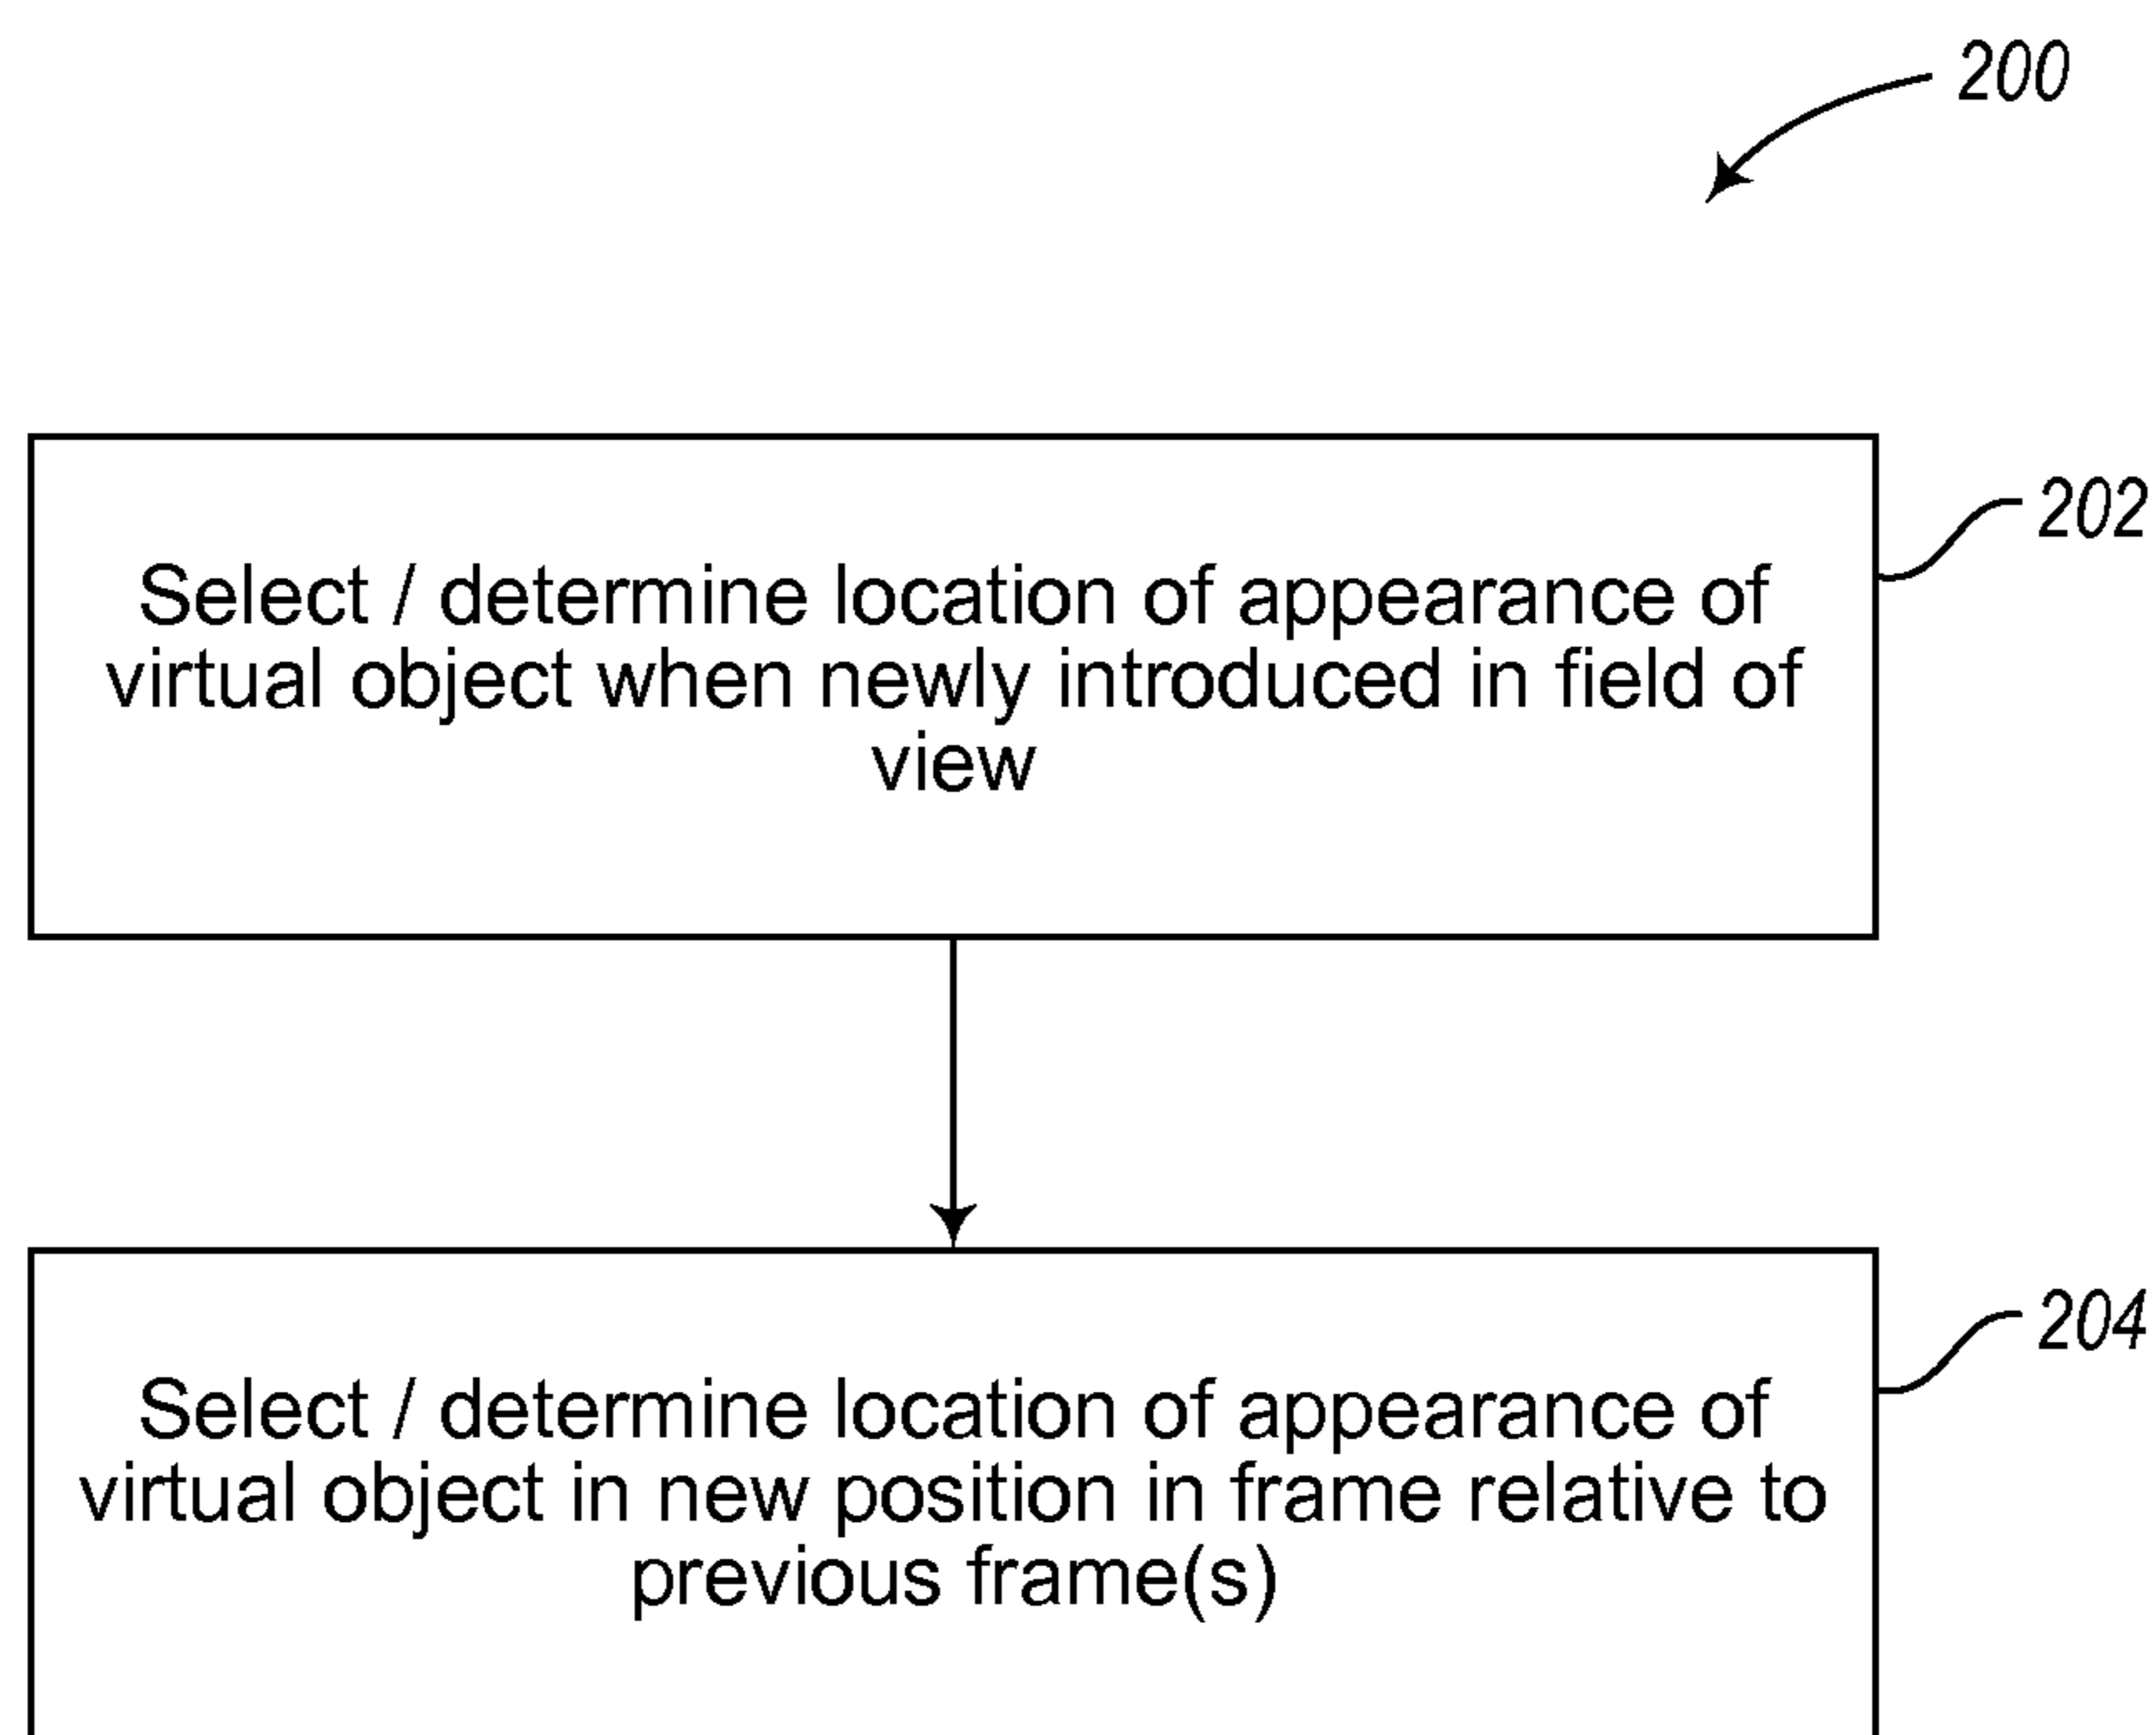 200
202
Select / determine location of appearance of
virtual object when newly introduced in field of
view
204
Select / determine location of appearance of
virtual object in new position in frame relative to
previous frame(s)